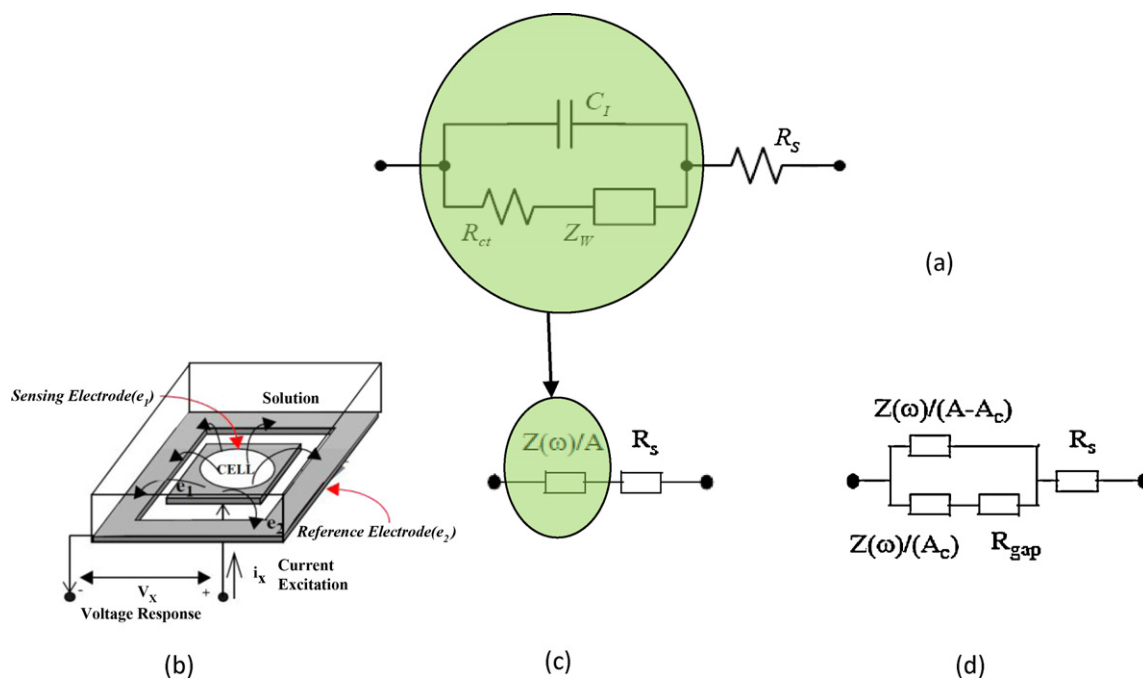 C_I
R_S
R_ct Z_W
(a)
Sensing Electrode(e_1)
Solution
CELL
e_1
e_2
Reference Electrode(e_2)
i_x Current
Excitation
- V_X +
Voltage Response
(b)
Z(ω)/A R_s
(c)
Z(ω)/(A-A_c)
R_s
Z(ω)/(A_c) R_gap
(d)